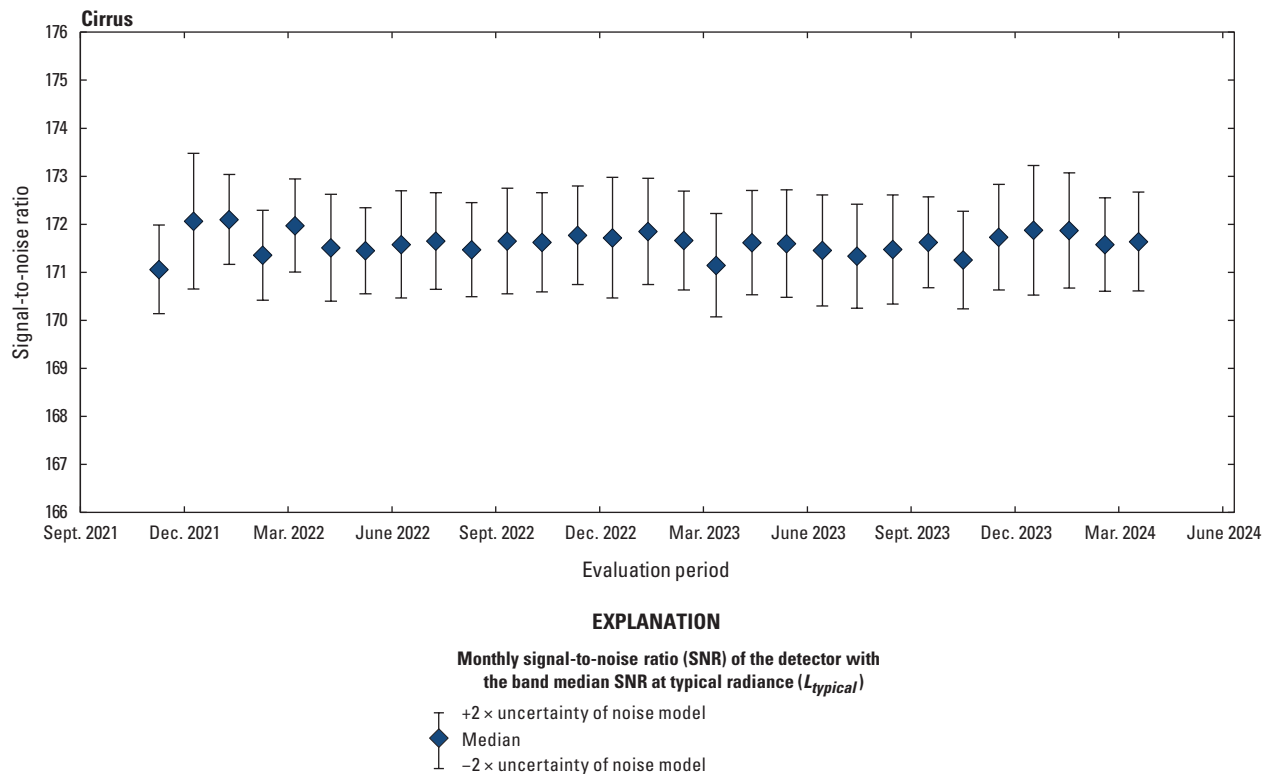 Cirrus
176
175
174
173
172
171
170
169
168
167
166
Signal-to-noise ratio
Sept. 2021 Dec. 2021 Mar. 2022 June 2022 Sept. 2022 Dec. 2022 Mar. 2023 June 2023 Sept. 2023 Dec. 2023 Mar. 2024 June 2024
Evaluation period
EXPLANATION
Monthly signal-to-noise ratio (SNR) of the detector with
the band median SNR at typical radiance (Ltypical)
+2 × uncertainty of noise model
Median
−2 × uncertainty of noise model